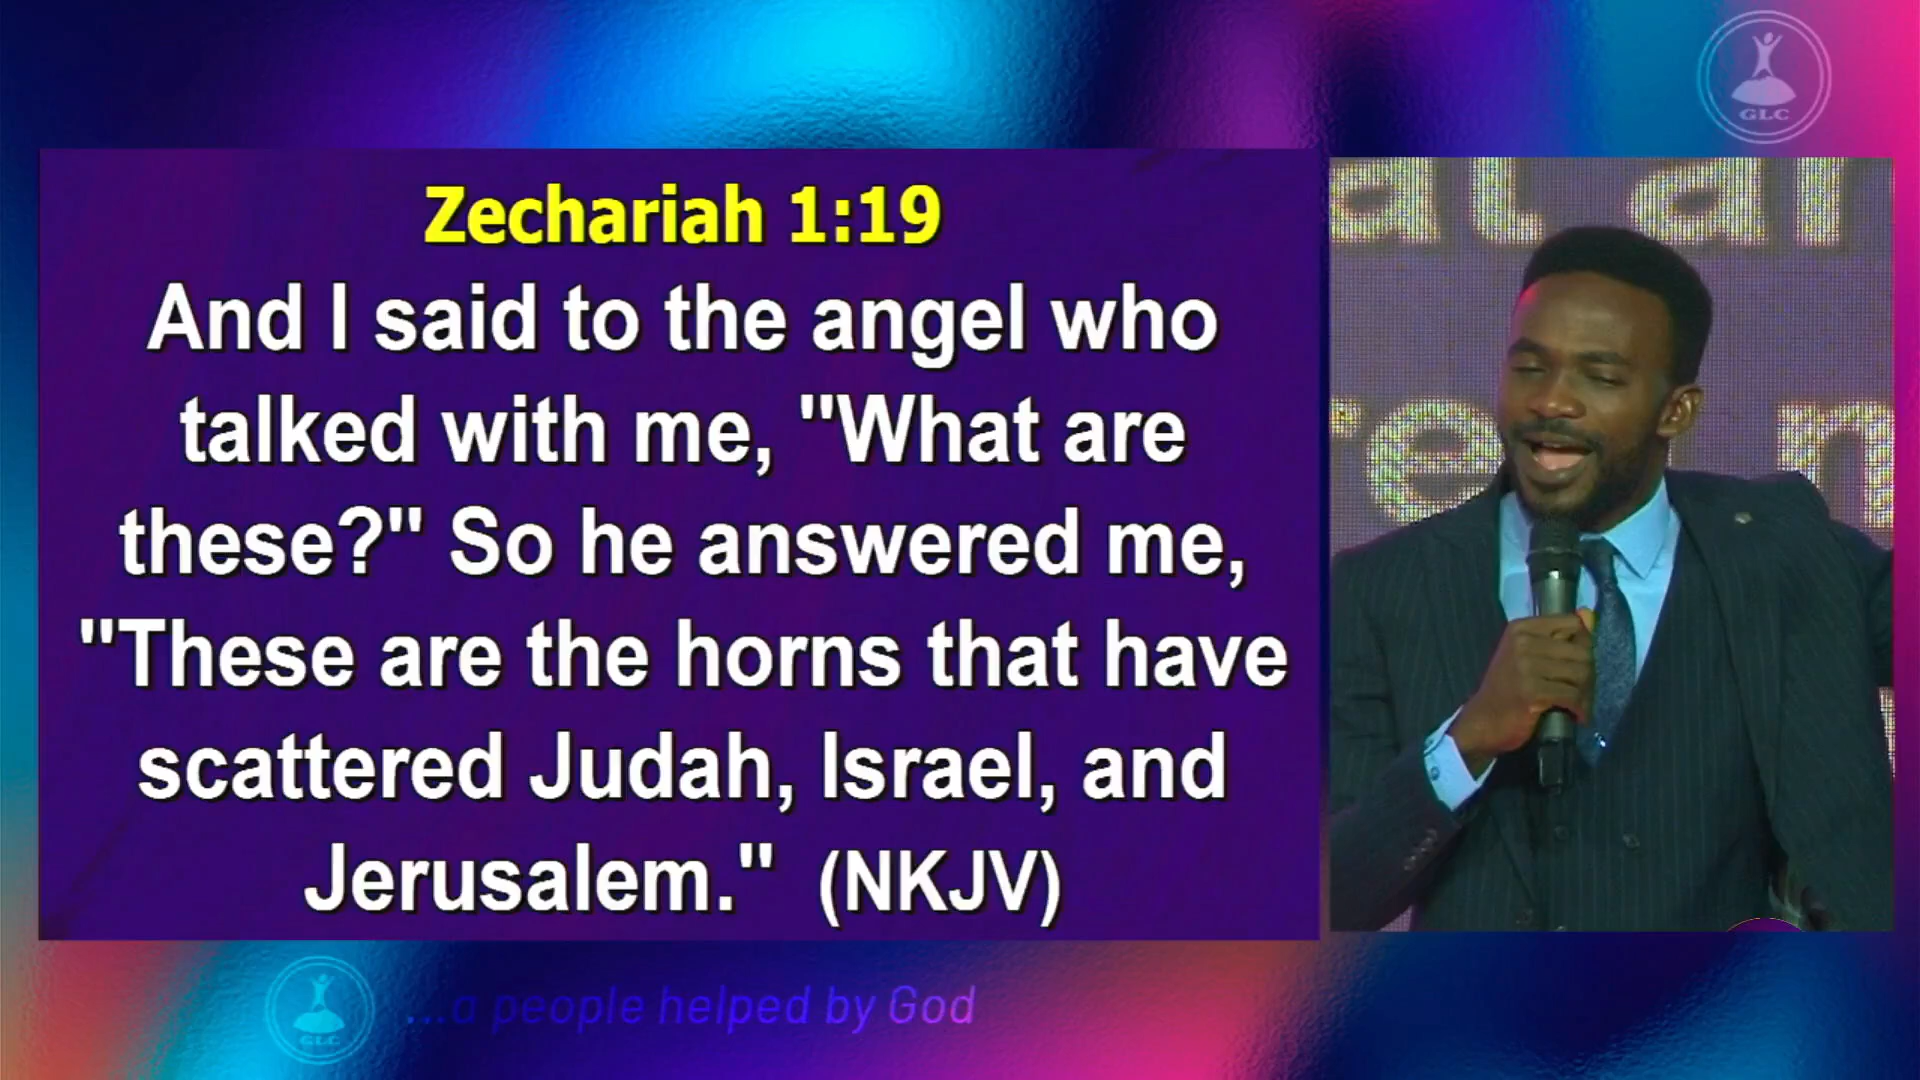 GLC
Zechariah 1:19
And I said to the angel who
talked with me, "What are
these?" So he answered me,
"These are the horns that have
scattered Judah, Israel, and
Jerusalem." (NKJV)
GLC
...a people helped by God